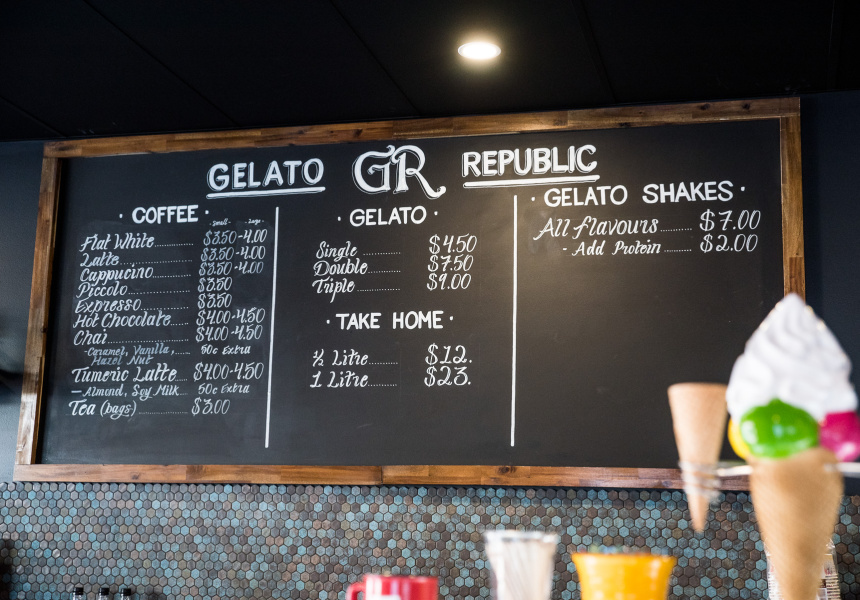 GELATO GR REPUBLIC
· COFFEE ·
small- - Large-
Flat White.......... $3.50-4.00
Latte.............. $3.50-4.00
Cappucino.......... $3.50-4.00
Piccolo............ $3.50
Expresso........... $3.50
Hot Chocolate..... $4.00-4.50
Chai............... $4.00-4.50
-Caramel, Vanilla,.... 50c Extra
Hazel Nut
Tumeric Latte... $4.00-4.50
- Almond, Soy Milk 50c Extra
Tea (bags)............ $3.00
· GELATO ·
Single .......... $4.50
Double.......... $7.50
Triple .......... $9.00
· TAKE HOME ·
½ Litre.......... $12.
1 Litre.......... $23.
· GELATO SHAKES ·
All flavours ........ $7.00
- Add Protein ....... $2.00